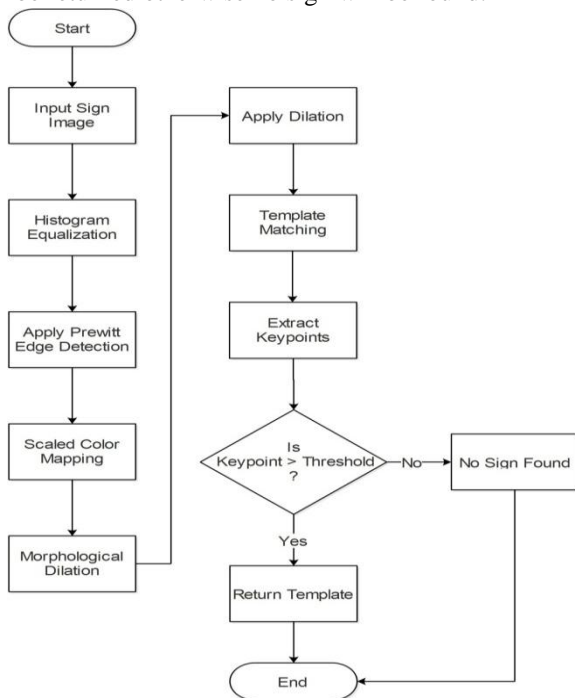 Start
Input Sign
Image
Histogram
Equalization
Apply Prewitt
Edge Detection
Scaled Color
Mapping
Morphological
Dilation
Apply Dilation
Template
Matching
Extract
Keypoints
Is
Keypoint > Threshold
?
No
No Sign Found
Yes
Return Template
End